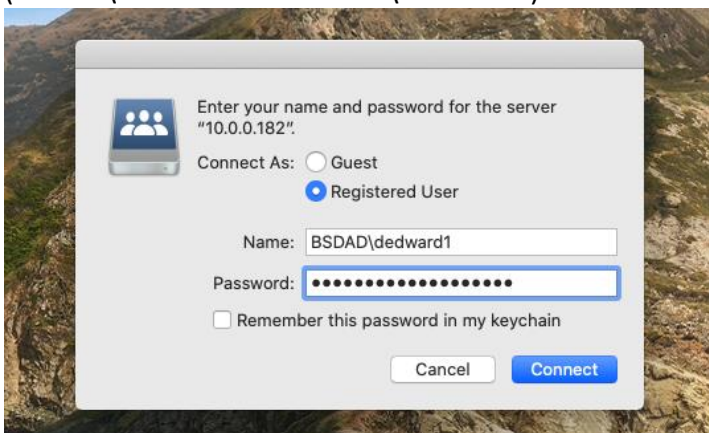 Enter your name and password for the server
“10.0.0.182”.
Connect As: Guest
Registered User
Name: BSDAD\dedward1
Password: •••••••••••••••••••
Remember this password in my keychain
Cancel Connect